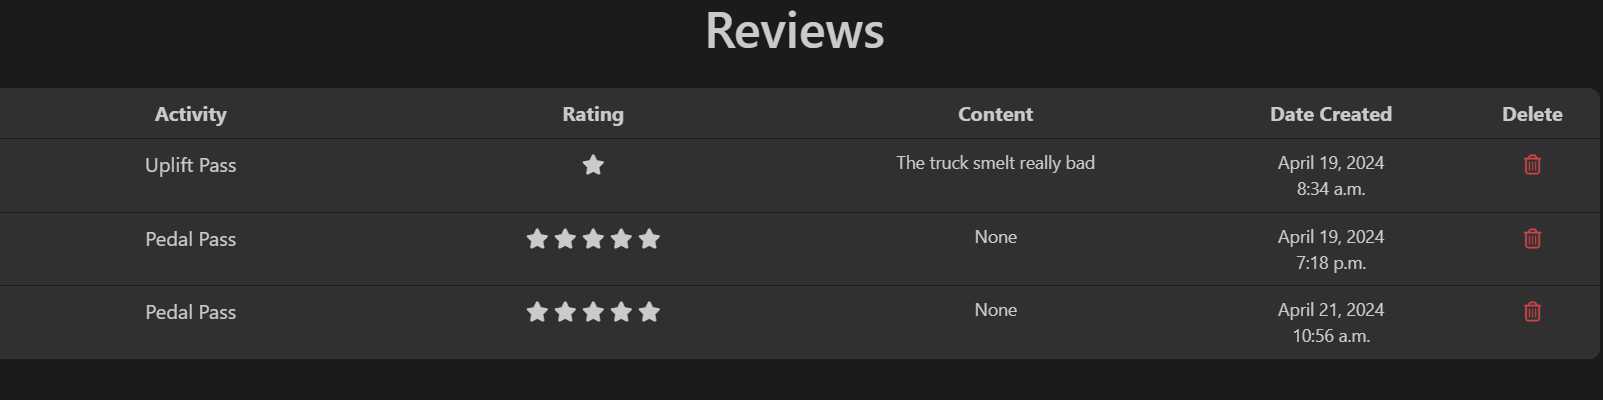 Reviews
Activity Rating Content Date Created Delete
Uplift Pass The truck smelt really bad April 19, 2024
8:34 a.m.
Pedal Pass None April 19, 2024
7:18 p.m.
Pedal Pass None April 21, 2024
10:56 a.m.